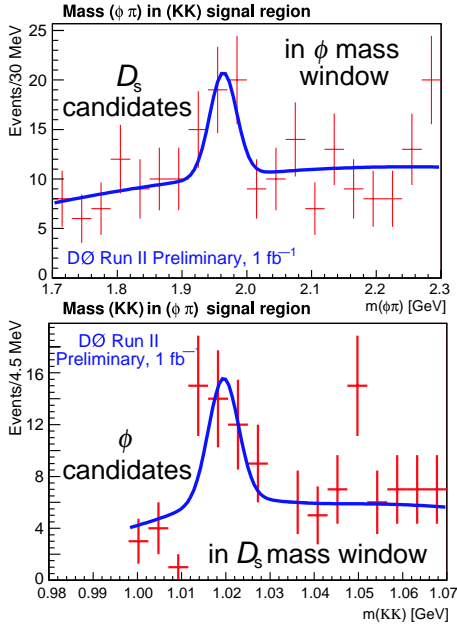 Mass (ϕ π) in (KK) signal region
Events/30 MeV
25
20
15
10
5
0
D_s candidates
in ϕ mass window
DØ Run II Preliminary, 1 fb⁻¹
1.7 1.8 1.9 2.0 2.1 2.2 2.3
m(ϕπ) [GeV]
Mass (KK) in (ϕ π) signal region
Events/4.5 MeV
16
12
8
4
0
DØ Run II
Preliminary, 1 fb⁻¹
ϕ
candidates
in D_s mass window
0.98 0.99 1.00 1.01 1.02 1.03 1.04 1.05 1.06 1.07
m(KK) [GeV]